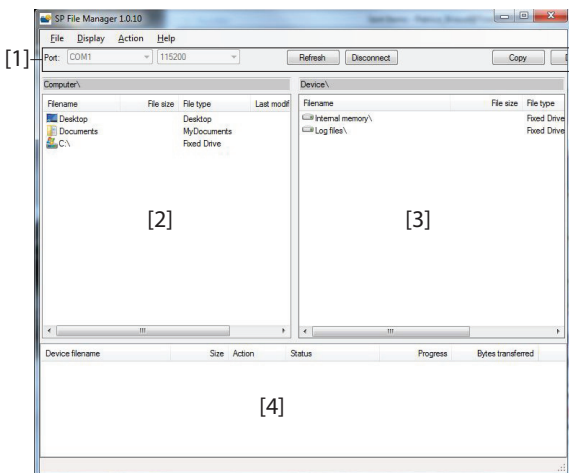 SP File Manager 1.0.10
File Display Action Help
[1]
Port: COM1 115200 Refresh Disconnect Copy
Computer\ Device\
Filename File size File type Last modif Filename File size File type
Desktop Desktop Internal memory\ Fixed Drive
Documents MyDocuments Log files\ Fixed Drive
C:\ Fixed Drive
[2] [3]
Device filename Size Action Status Progress Bytes transferred
[4]